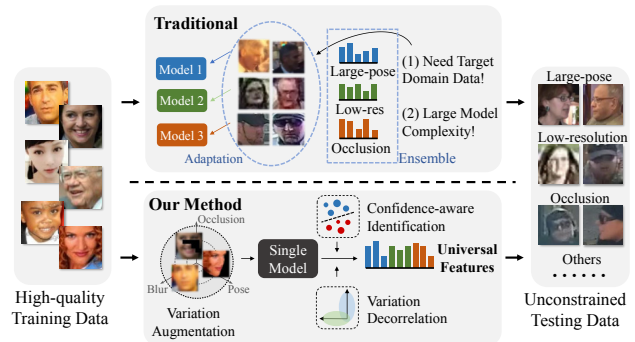 Traditional
Model 1
Model 2
Model 3
Adaptation
Large-pose
Low-res
Occlusion
Ensemble
(1) Need Target
Domain Data!
(2) Large Model
Complexity!
High-quality
Training Data
Our Method
Occlusion
Blur
Pose
Variation
Augmentation
Single
Model
Confidence-aware
Identification
Universal
Features
Variation
Decorrelation
Large-pose
Low-resolution
Occlusion
Others
......
Unconstrained
Testing Data